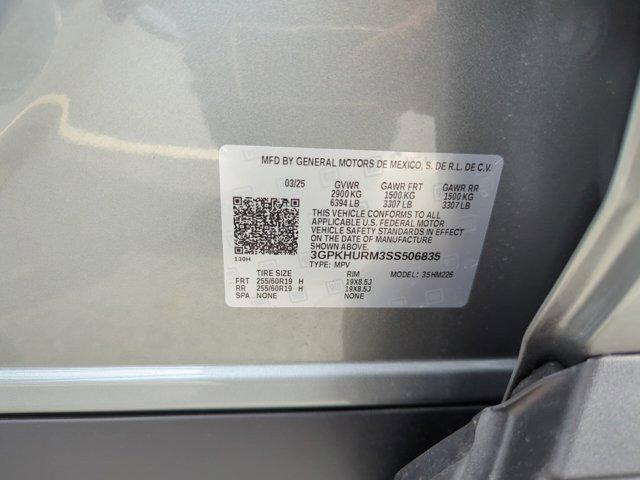 MFD BY GENERAL MOTORS DE MEXICO, S. DE R.L. DE C.V.
03/25 GVWR GAWR FRT GAWR RR
2900 KG 1500 KG 1500 KG
6394 LB 3307 LB 3307 LB
THIS VEHICLE CONFORMS TO ALL
APPLICABLE U.S. FEDERAL MOTOR
VEHICLE SAFETY STANDARDS IN EFFECT
ON THE DATE OF MANUFACTURE
SHOWN ABOVE.
130H 3GPKHURM3SS506835
TYPE: MPV MODEL: 35HM226
TIRE SIZE RIM
FRT 255/60R19 H 19X8.5J
RR 255/60R19 H 19X8.5J
SPA NONE NONE